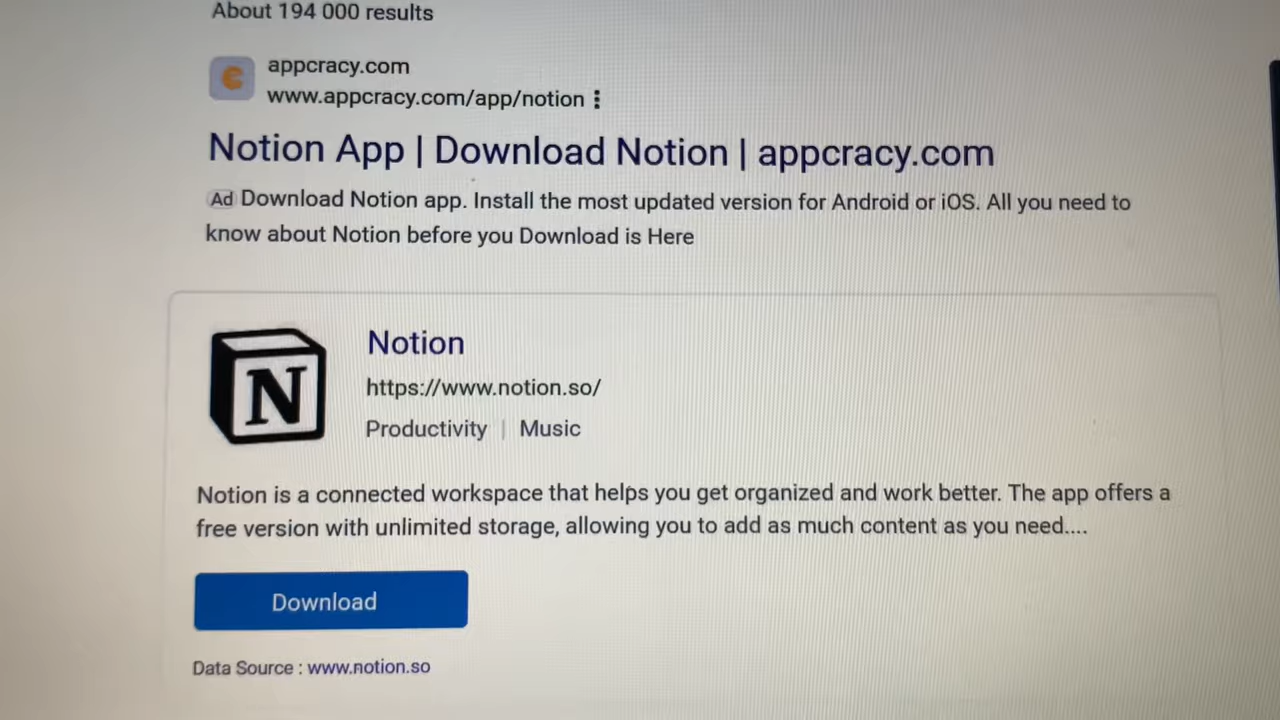 About 194 000 results
appcracy.com
www.appcracy.com/app/notion
Notion App | Download Notion | appcracy.com
Ad Download Notion app. Install the most updated version for Android or iOS. All you need to
know about Notion before you Download is Here
N
Notion
https://www.notion.so/
Productivity | Music
Notion is a connected workspace that helps you get organized and work better. The app offers a
free version with unlimited storage, allowing you to add as much content as you need....
Download
Data Source : www.notion.so